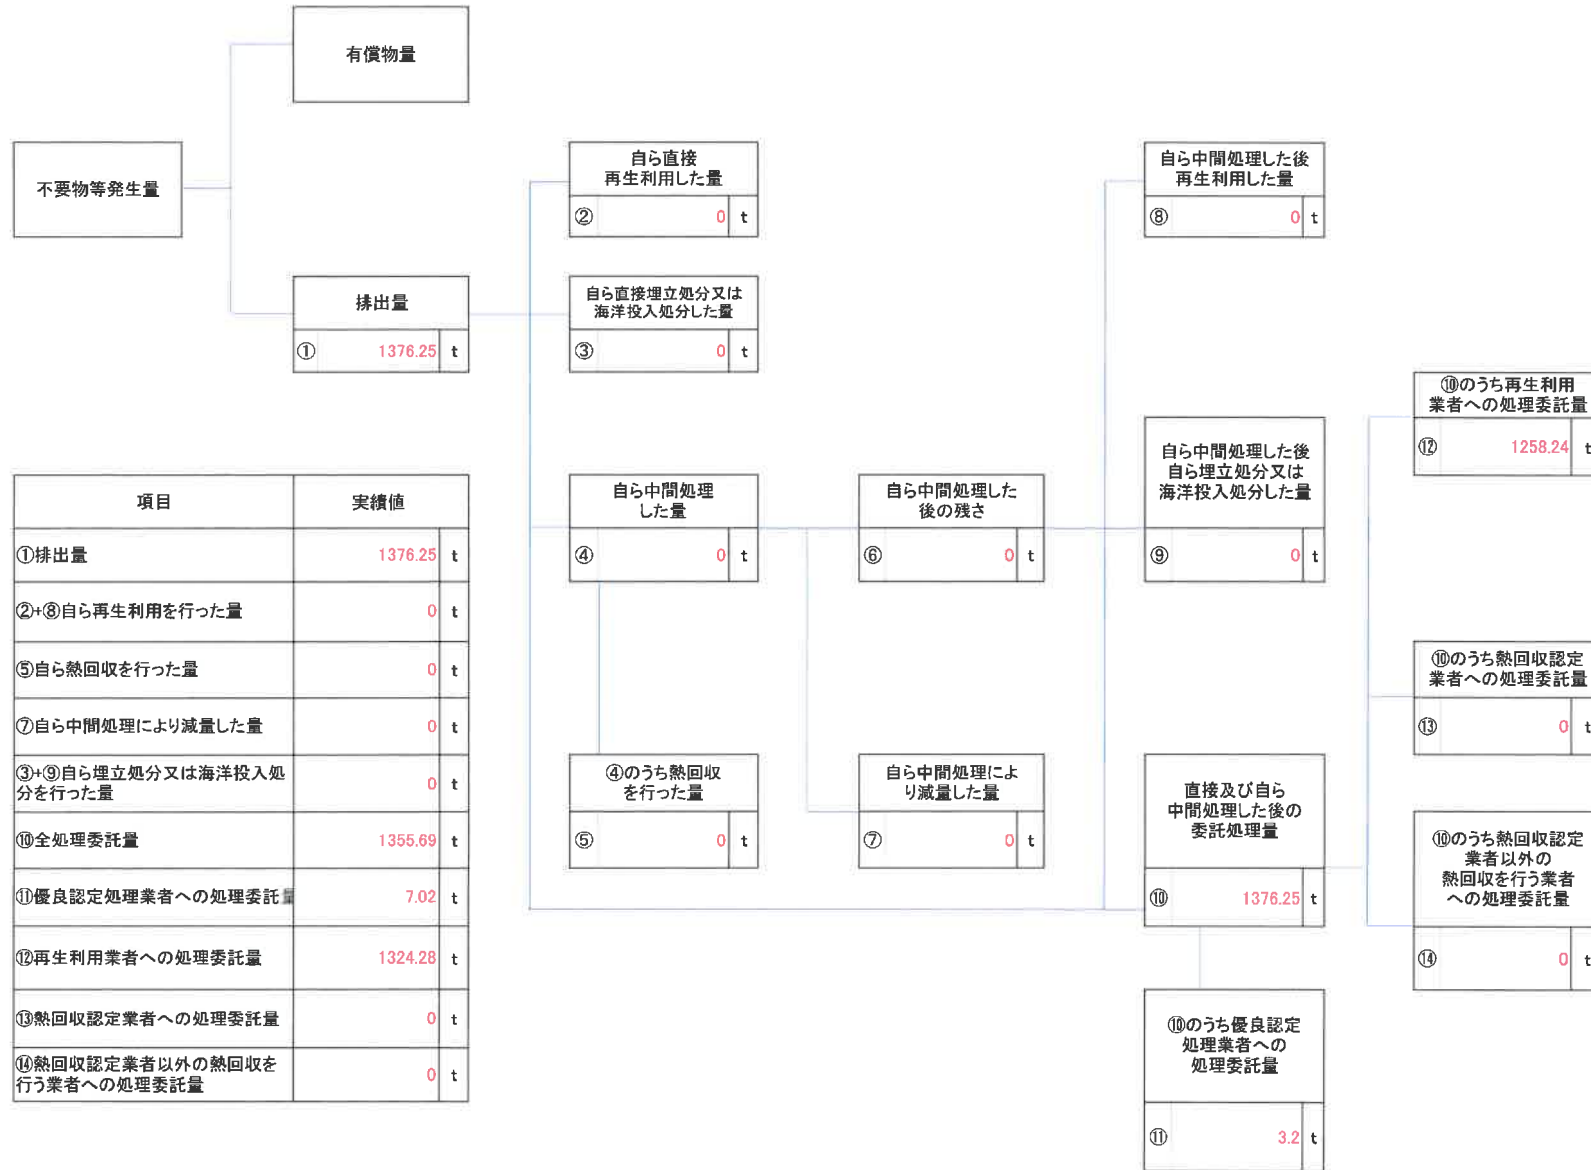 有償物量
不要物等発生量
排出量
① 1376.25 t
自ら直接
再生利用した量
② 0 t
自ら直接埋立処分又は
海洋投入処分した量
③ 0 t
自ら中間処理
した量
④ 0 t
④のうち熱回収
を行った量
⑤ 0 t
自ら中間処理した
後の残さ
⑥ 0 t
自ら中間処理によ
り減量した量
⑦ 0 t
自ら中間処理した後
再生利用した量
⑧ 0 t
自ら中間処理した後
自ら埋立処分又は
海洋投入処分した量
⑨ 0 t
直接及び自ら
中間処理した後の
委託処理量
⑩ 1376.25 t
⑩のうち優良認定
処理業者への
処理委託量
⑪ 3.2 t
⑩のうち再生利用
業者への処理委託量
⑫ 1258.24 t
⑩のうち熱回収認定
業者への処理委託量
⑬ 0 t
⑩のうち熱回収認定
業者以外の
熱回収を行う業者
への処理委託量
⑭ 0 t
項目 実績値
①排出量 1376.25 t
②+⑧自ら再生利用を行った量 0 t
⑤自ら熱回収を行った量 0 t
⑦自ら中間処理により減量した量 0 t
③+⑨自ら埋立処分又は海洋投入処
分を行った量 0 t
⑩全処理委託量 1355.69 t
⑪優良認定処理業者への処理委託量 7.02 t
⑫再生利用業者への処理委託量 1324.28 t
⑬熱回収認定業者への処理委託量 0 t
⑭熱回収認定業者以外の熱回収を
行う業者への処理委託量 0 t